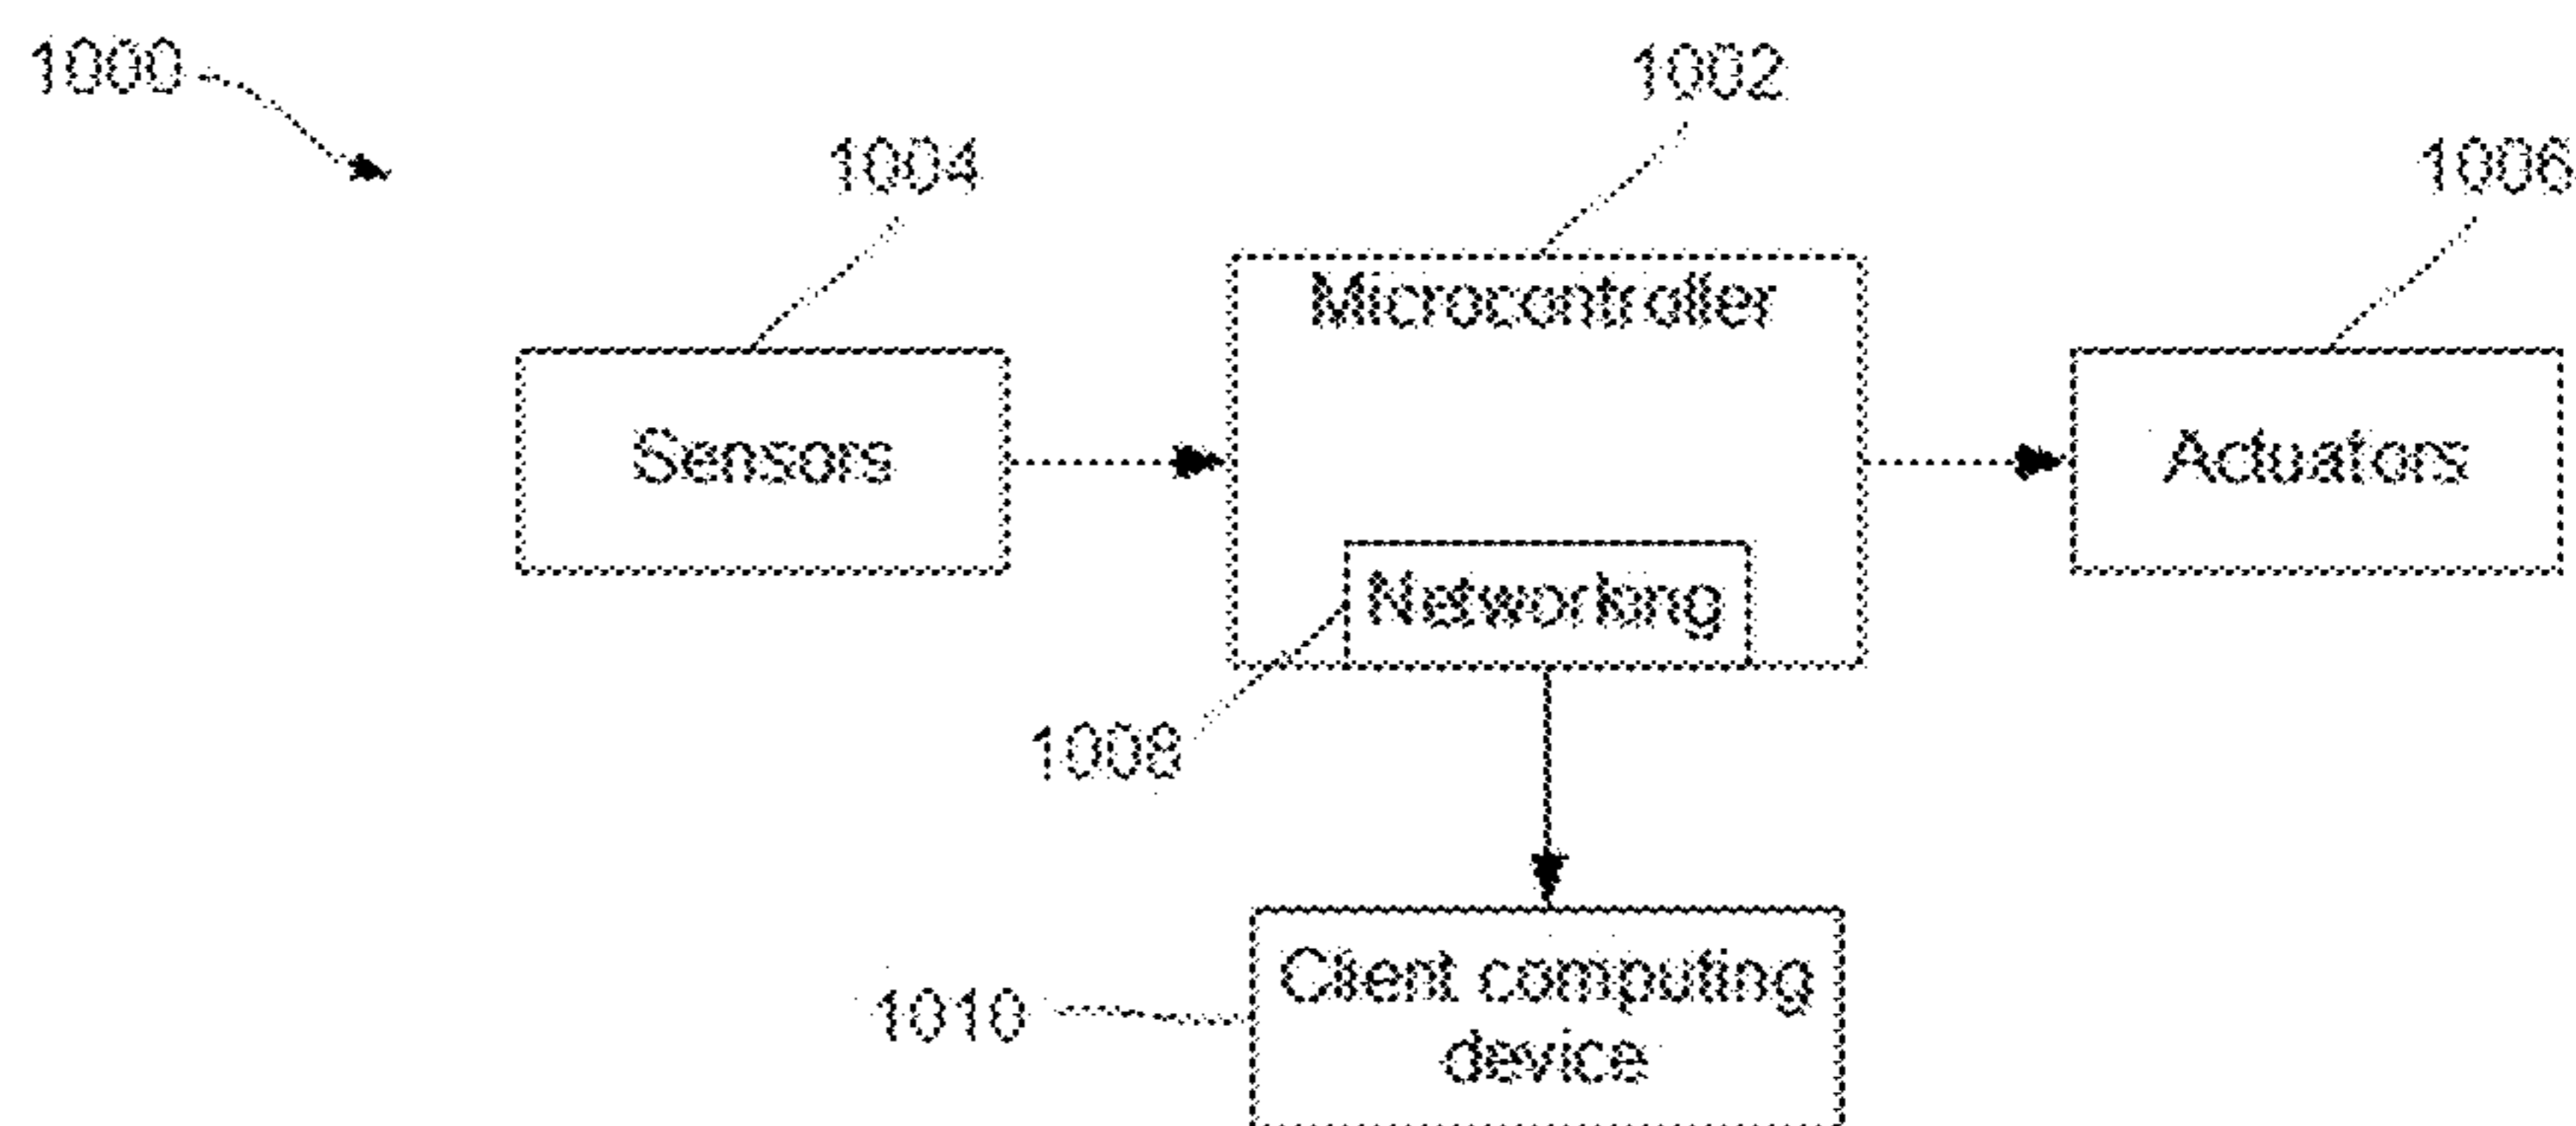 1000
1002
1004
1006
Microcontroller
Sensors
Actuators
Networking
1008
Client computing
device
1010